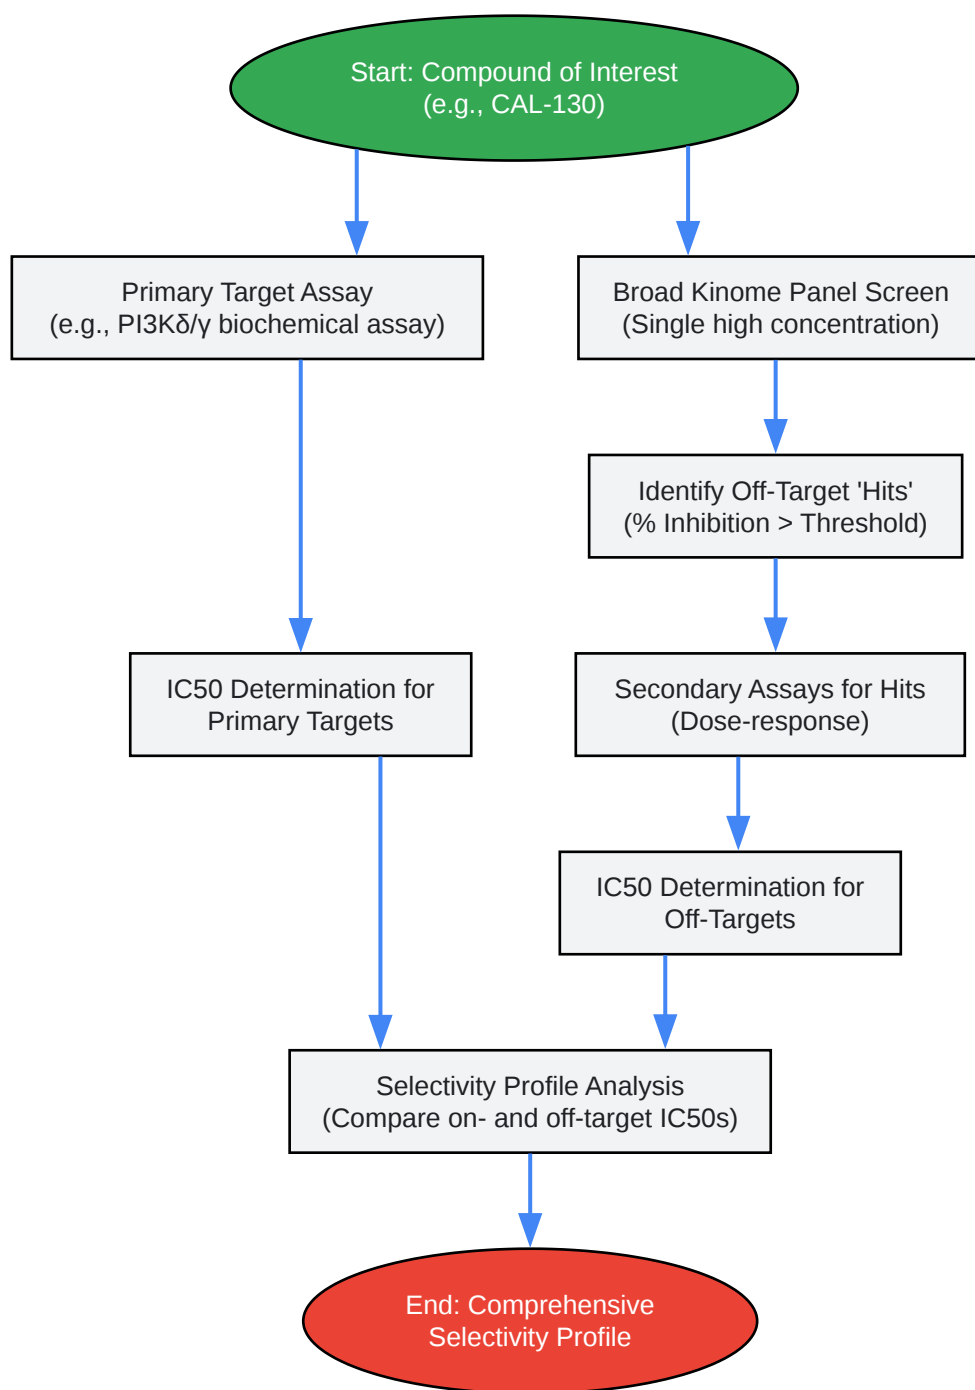 Start: Compound of Interest
(e.g., CAL-130)
Primary Target Assay
(e.g., PI3Kδ/γ biochemical assay)
Broad Kinome Panel Screen
(Single high concentration)
Identify Off-Target 'Hits'
(% Inhibition > Threshold)
IC50 Determination for
Primary Targets
Secondary Assays for Hits
(Dose-response)
IC50 Determination for
Off-Targets
Selectivity Profile Analysis
(Compare on- and off-target IC50s)
End: Comprehensive
Selectivity Profile